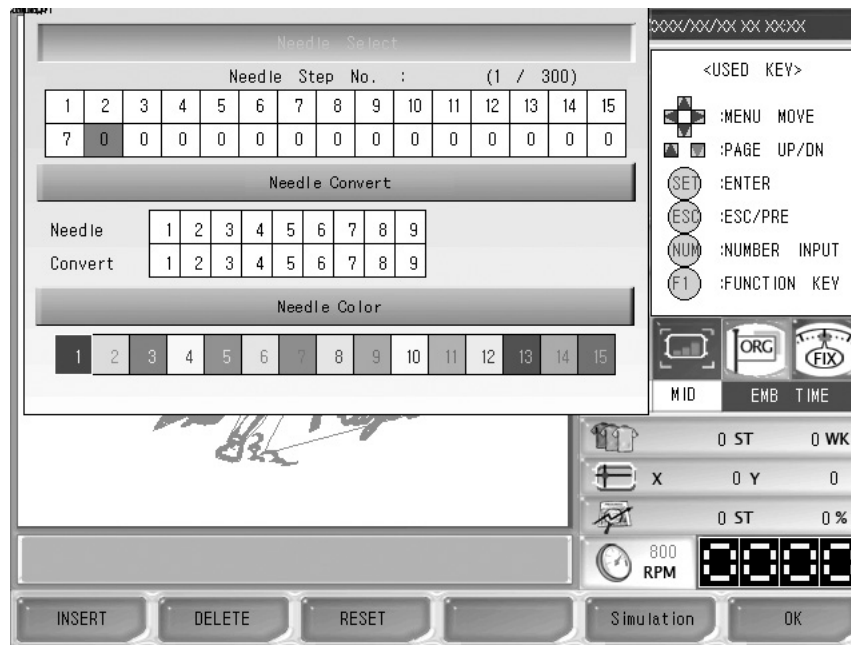 XXX/XX/XX XX XX:XX
Needle Select
Needle Step No. : (1 / 300)
1 2 3 4 5 6 7 8 9 10 11 12 13 14 15
7 0 0 0 0 0 0 0 0 0 0 0 0 0 0
Needle Convert
Needle 1 2 3 4 5 6 7 8 9
Convert 1 2 3 4 5 6 7 8 9
Needle Color
1 2 3 4 5 6 7 8 9 10 11 12 13 14 15
<USED KEY>
:MENU MOVE
:PAGE UP/DN
SET :ENTER
ESC :ESC/PRE
NUM :NUMBER INPUT
F1 :FUNCTION KEY
ORG
FIX
MID EMB TIME
0 ST 0 WK
X 0 Y 0
0 ST 0 %
800
RPM
INSERT DELETE RESET Simulation OK